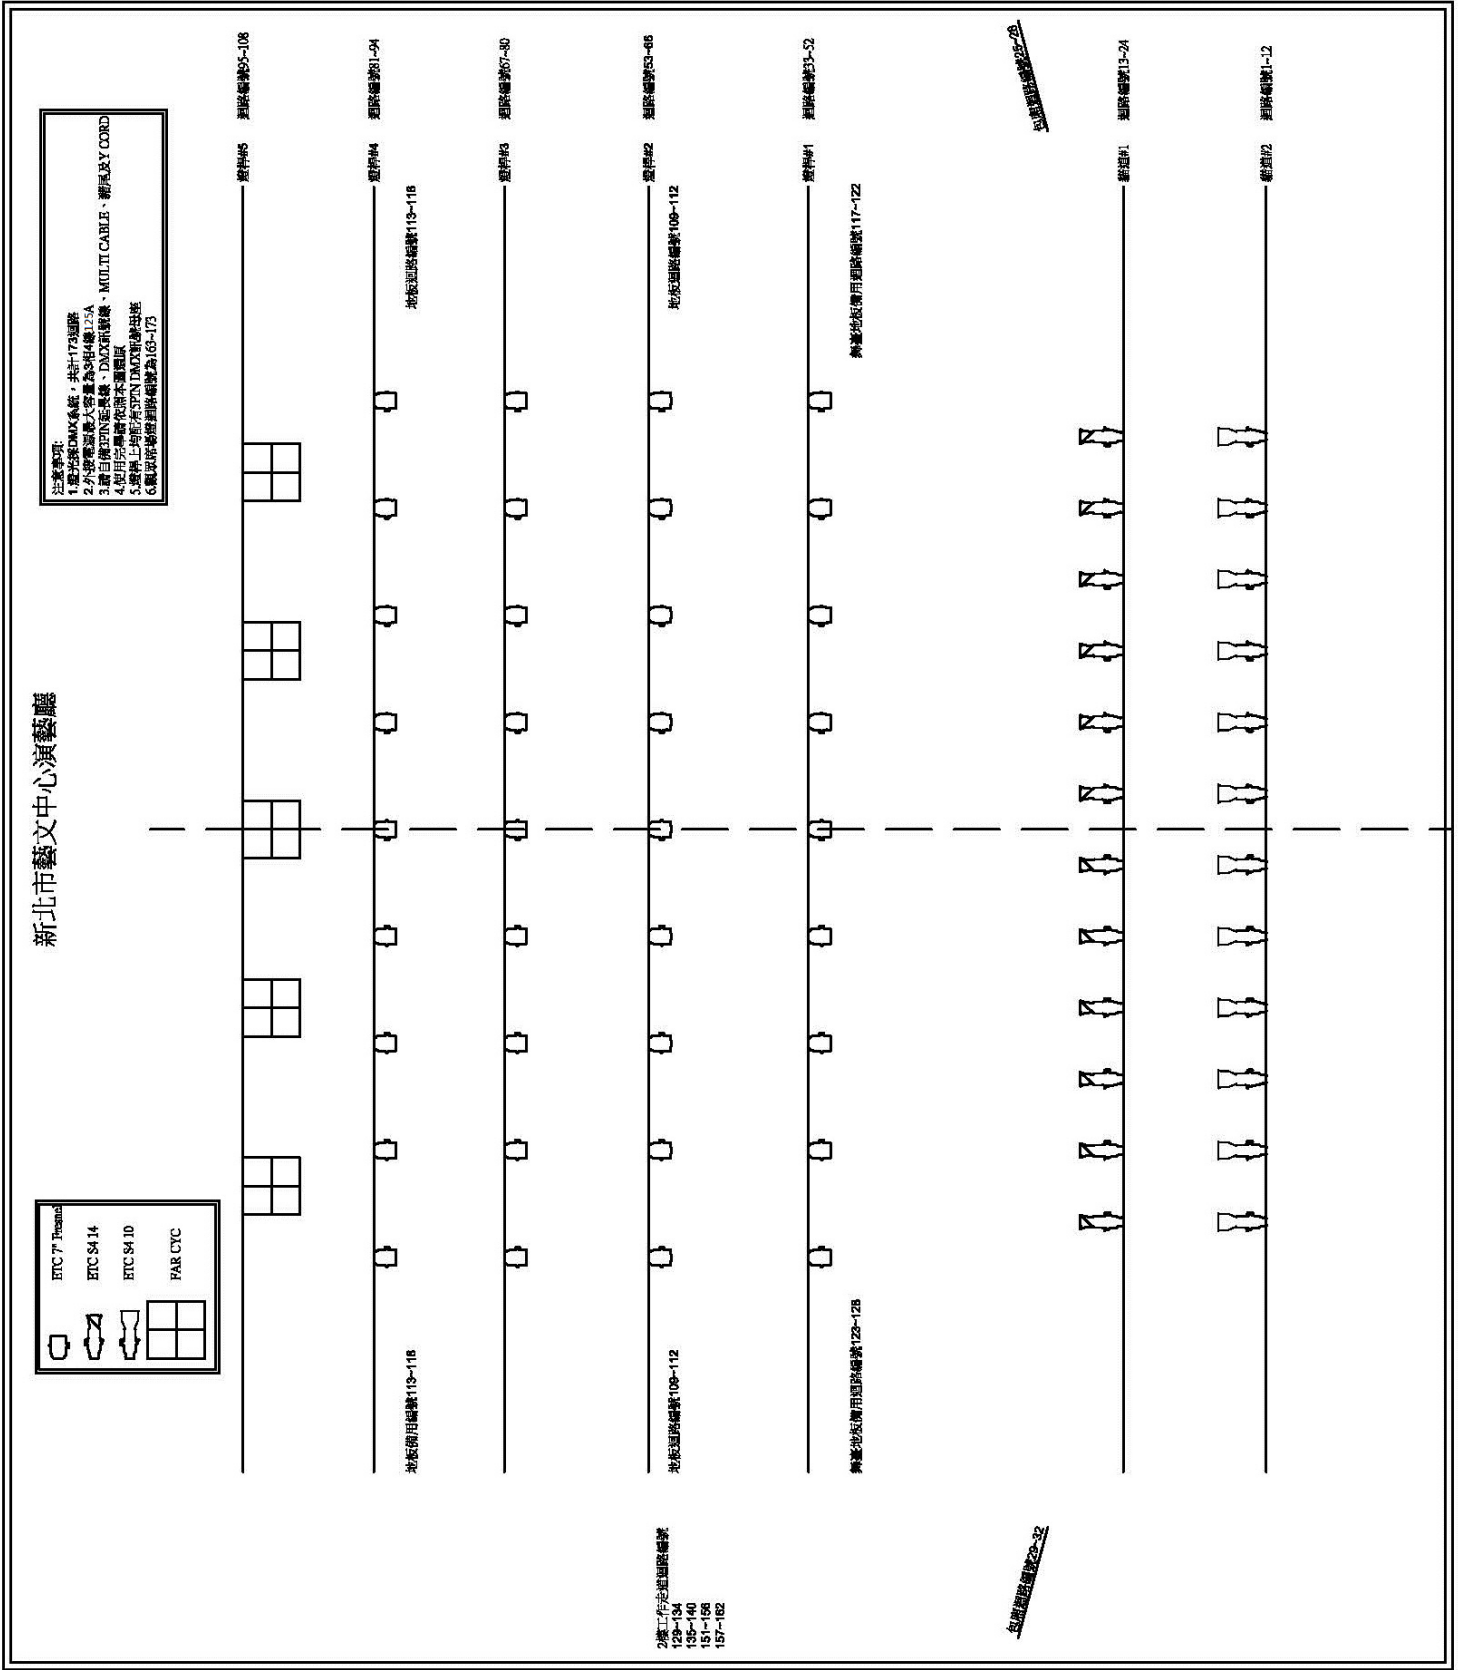 新北市藝文中心演藝廳
ETC 7" Fresnel
ETC S4 14
ETC S4 10
FAR CYC
注意事項:
1.燈光採DMX系統，共計173迴路
2.外接電源最大容量為3相4線125A
3.請自備3PIN延長線、DMX訊號線、MULTI CABLE、豬尾及Y CORD
4.使用完畢請依照本圖還原
5.燈桿上均配有5PIN DMX訊號母座
6.觀眾席場燈迴路編號為163~173
燈桿#5 迴路編號95~108
燈桿#4 迴路編號81~94
地板備用編號113~116
地板迴路編號113~116
燈桿#3 迴路編號67~80
燈桿#2 迴路編號53~66
地板迴路編號109~112
地板迴路編號109~112
2樓工作走道迴路編號
129~134
135~140
151~156
157~162
燈桿#1 迴路編號33~52
舞臺地板備用迴路編號123~128
舞臺地板備用迴路編號117~122
包廂迴路編號29~32
包廂迴路編號25~28
貓道#1 迴路編號13~24
貓道#2 迴路編號1~12